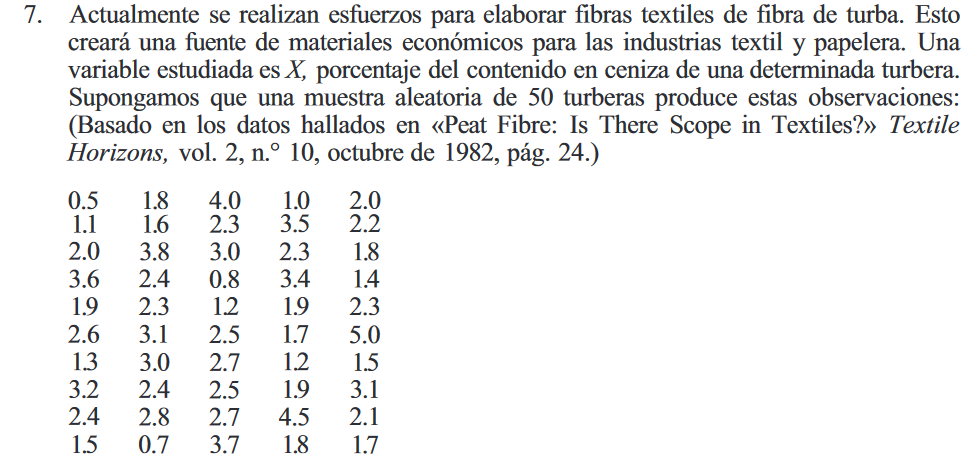 7. Actualmente se realizan esfuerzos para elaborar fibras textiles de fibra de turba. Esto
creará una fuente de materiales económicos para las industrias textil y papelera. Una
variable estudiada es X, porcentaje del contenido en ceniza de una determinada turbera.
Supongamos que una muestra aleatoria de 50 turberas produce estas observaciones:
(Basado en los datos hallados en «Peat Fibre: Is There Scope in Textiles?» Textile
Horizons, vol. 2, n.° 10, octubre de 1982, pág. 24.)
0.5 1.8 4.0 1.0 2.0
1.1 1.6 2.3 3.5 2.2
2.0 3.8 3.0 2.3 1.8
3.6 2.4 0.8 3.4 1.4
1.9 2.3 1.2 1.9 2.3
2.6 3.1 2.5 1.7 5.0
1.3 3.0 2.7 1.2 1.5
3.2 2.4 2.5 1.9 3.1
2.4 2.8 2.7 4.5 2.1
1.5 0.7 3.7 1.8 1.7